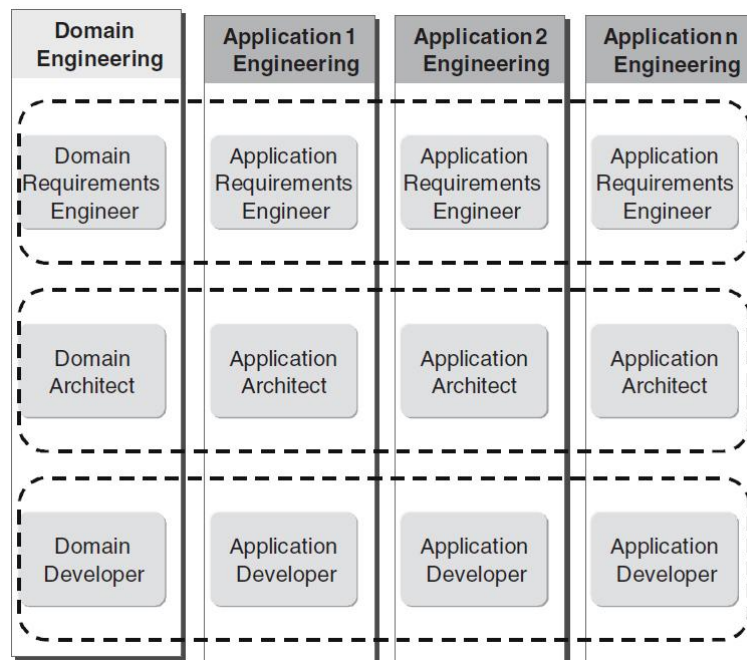 Domain
Engineering
Application 1
Engineering
Application 2
Engineering
Application n
Engineering
Domain
Requirements
Engineer
Application
Requirements
Engineer
Application
Requirements
Engineer
Application
Requirements
Engineer
Domain
Architect
Application
Architect
Application
Architect
Application
Architect
Domain
Developer
Application
Developer
Application
Developer
Application
Developer